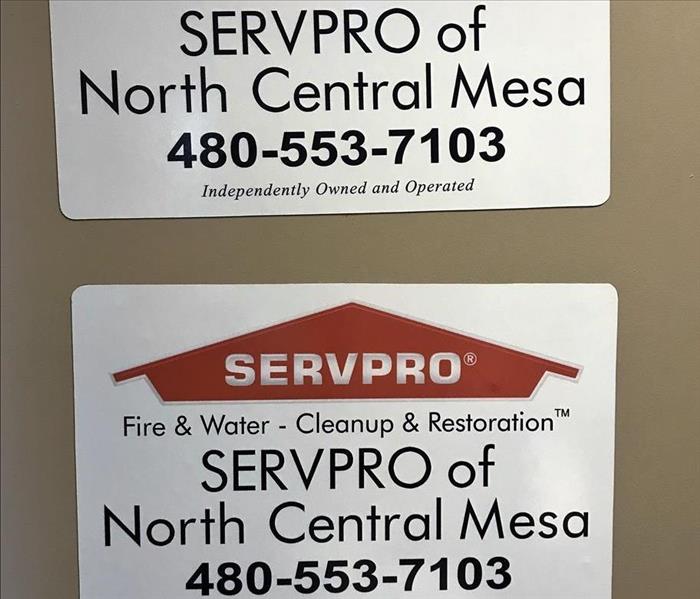 SERVPRO of
North Central Mesa
480-553-7103
Independently Owned and Operated
SERVPRO®
Fire & Water - Cleanup & Restoration™
SERVPRO of
North Central Mesa
480-553-7103